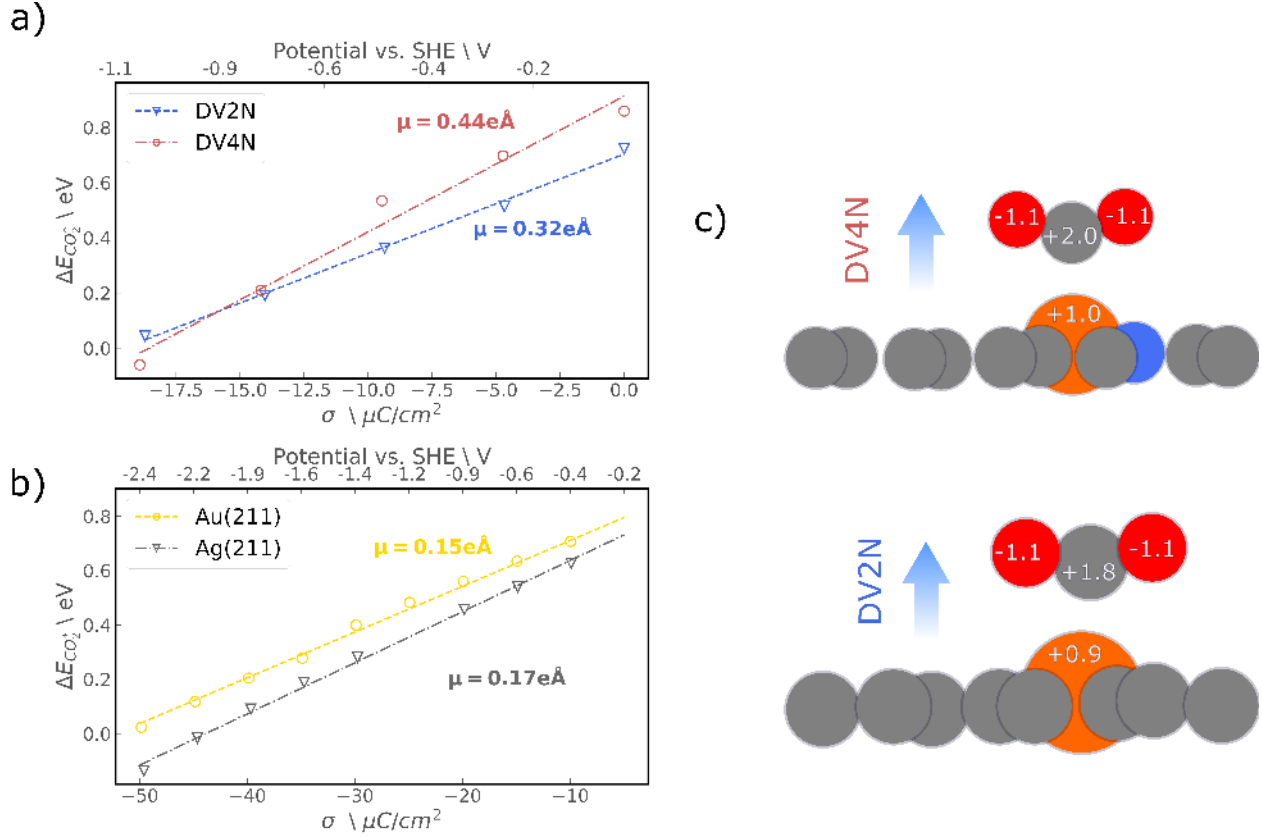 a)
Potential vs. SHE \ V
-1.1 -0.9 -0.6 -0.4 -0.2
DV2N
DV4N
μ = 0.44eÅ
μ = 0.32eÅ
0.8
0.6
0.4
0.2
0.0
ΔE_{CO_2^-} \ eV
−17.5 −15.0 −12.5 −10.0 −7.5 −5.0 −2.5 0.0
σ \ μC/cm²
b)
Potential vs. SHE \ V
-2.4 -2.2 -1.9 -1.6 -1.4 -1.2 -0.9 -0.6 -0.4 -0.2
Au(211)
Ag(211)
μ = 0.15eÅ
μ = 0.17eÅ
0.8
0.6
0.4
0.2
0.0
−50 −40 −30 −20 −10
σ \ μC/cm²
c)
DV4N
-1.1 +2.0 -1.1
+1.0
DV2N
-1.1 +1.8 -1.1
+0.9